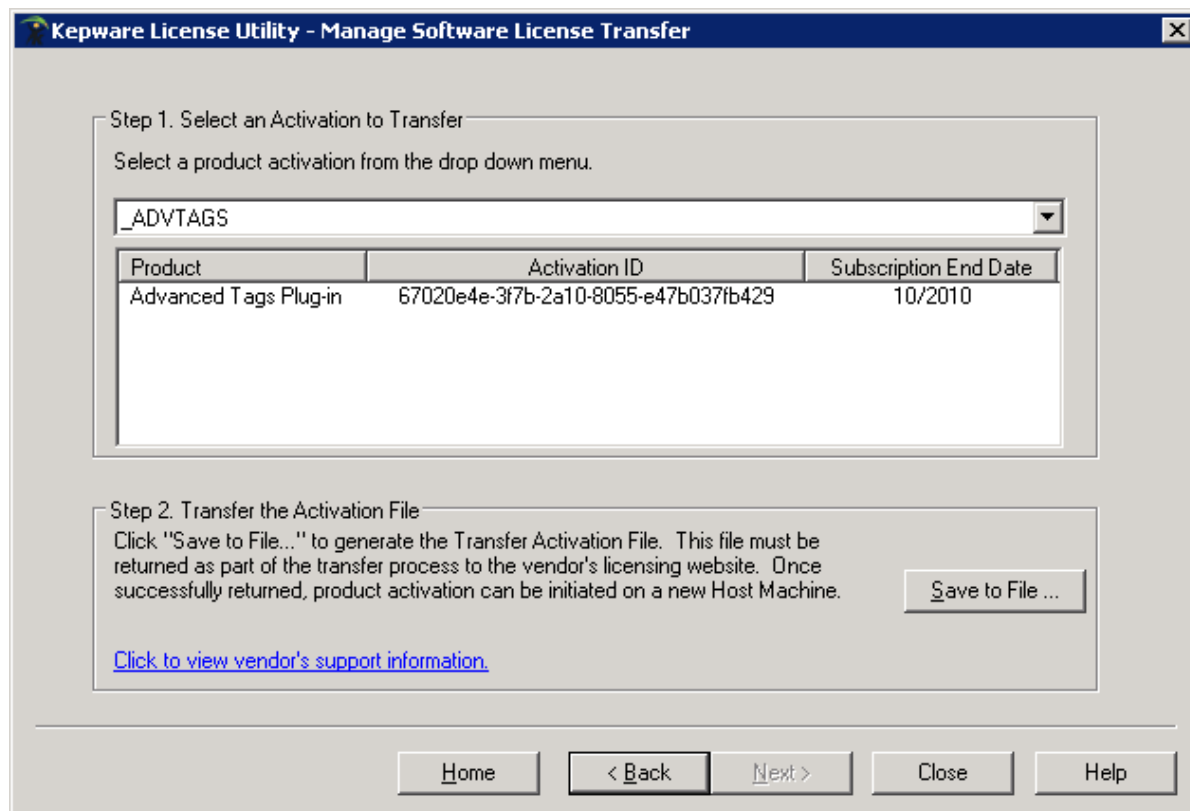 Kepware License Utility - Manage Software License Transfer
Step 1. Select an Activation to Transfer
Select a product activation from the drop down menu.
_ADVTAGS
Product Activation ID Subscription End Date
Advanced Tags Plug-in 67020e4e-3f7b-2a10-8055-e47b037fb429 10/2010
Step 2. Transfer the Activation File
Click "Save to File..." to generate the Transfer Activation File. This file must be
returned as part of the transfer process to the vendor's licensing website. Once
successfully returned, product activation can be initiated on a new Host Machine.
Save to File ...
Click to view vendor's support information.
Home < Back Next > Close Help